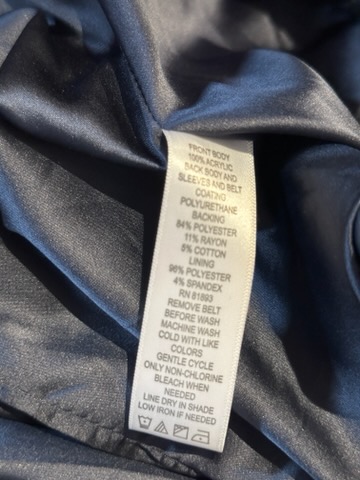 FRONT BODY
100% ACRYLIC
BACK BODY AND
SLEEVES AND BELT
COATING
POLYURETHANE
BACKING
84% POLYESTER
11% RAYON
5% COTTON
LINING
96% POLYESTER
4% SPANDEX
RN 81893
REMOVE BELT
BEFORE WASH
MACHINE WASH
COLD WITH LIKE
COLORS
GENTLE CYCLE
ONLY NON-CHLORINE
BLEACH WHEN
NEEDED
LINE DRY IN SHADE
LOW IRON IF NEEDED